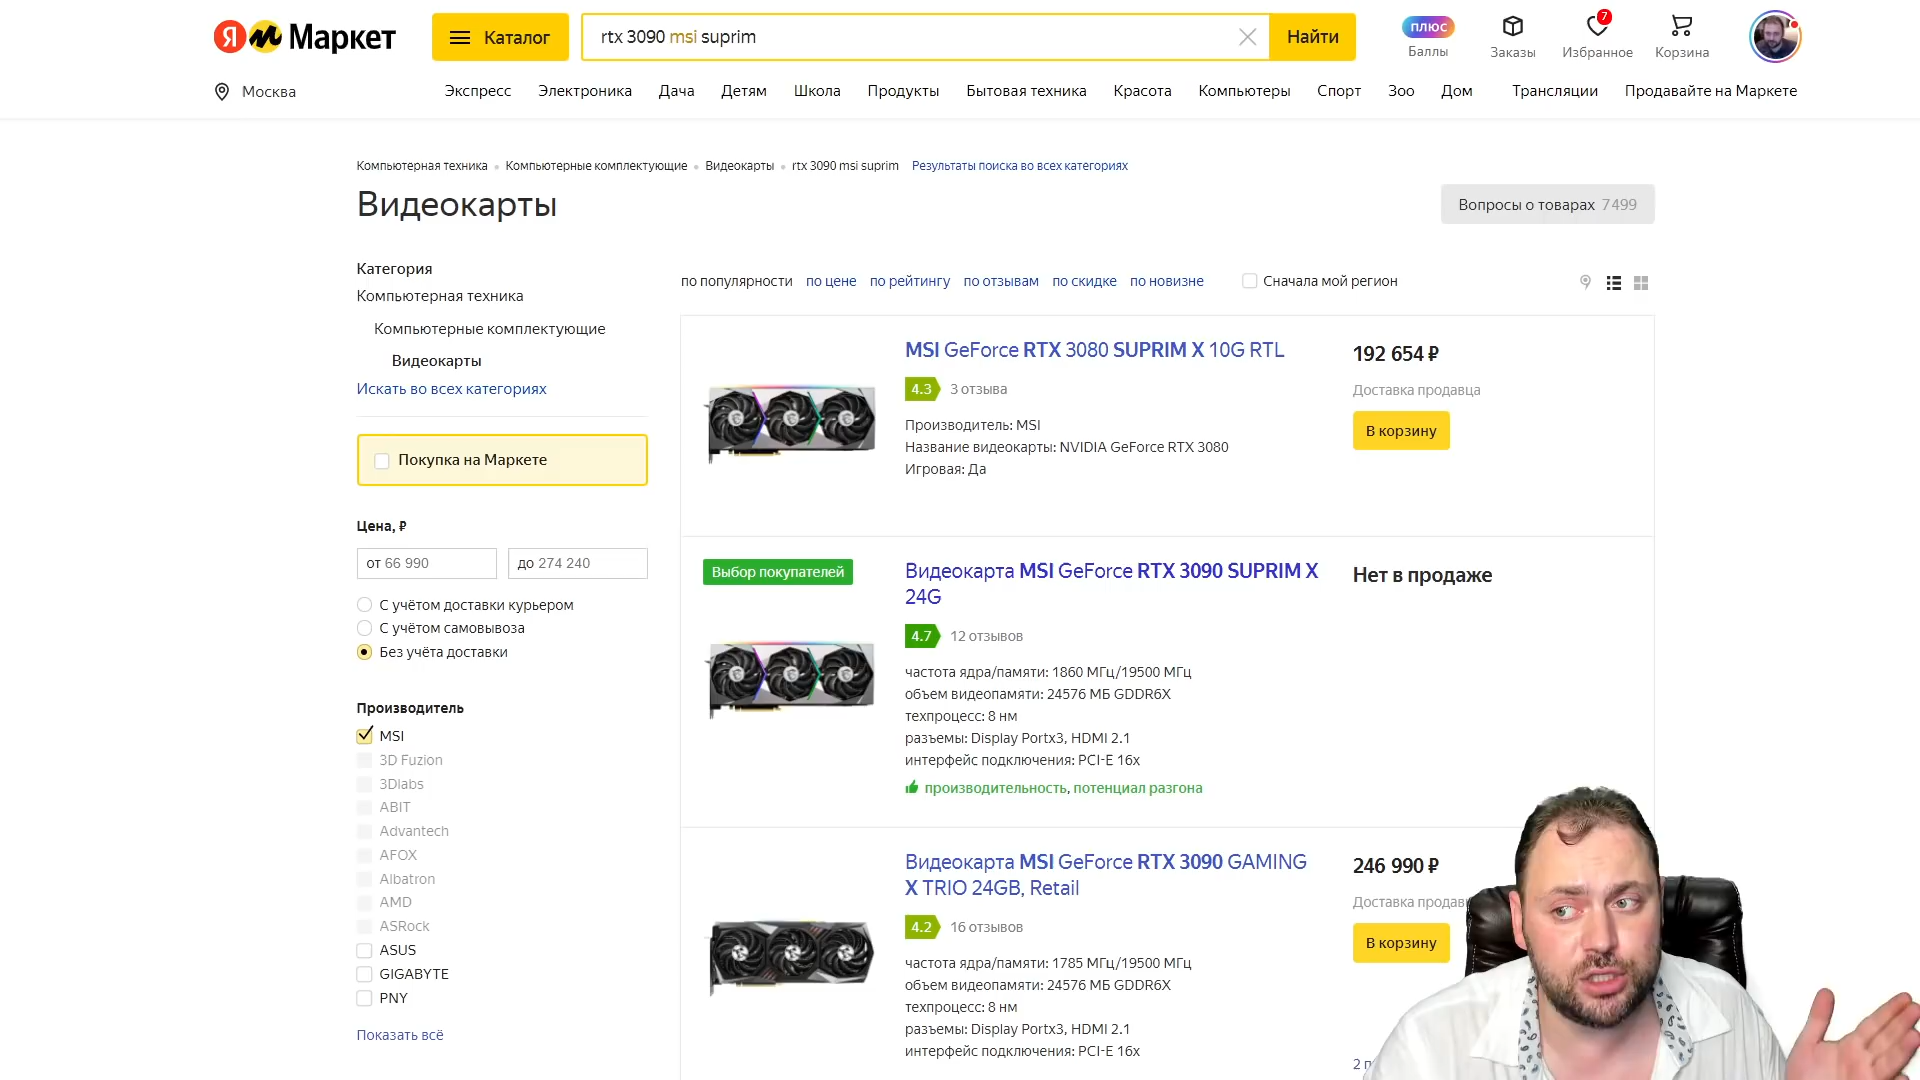 Я М Маркет
Каталог
rtx 3090 msi suprim
Найти
плюс
Баллы
Заказы
7
Избранное
Корзина
Москва
Экспресс Электроника Дача Детям Школа Продукты Бытовая техника Красота Компьютеры Спорт Зоо Дом Трансляции Продавайте на Маркете
Компьютерная техника Компьютерные комплектующие Видеокарты rtx 3090 msi suprim Результаты поиска во всех категориях
Видеокарты
Вопросы о товарах 7499
Категория
Компьютерная техника
Компьютерные комплектующие
Видеокарты
Искать во всех категориях
Покупка на Маркете
Цена, ₽
от 66 990 до 274 240
С учётом доставки курьером
С учётом самовывоза
Без учёта доставки
Производитель
MSI
3D Fuzion
3Dlabs
ABIT
Advantech
AFOX
Albatron
AMD
ASRock
ASUS
GIGABYTE
PNY
Показать всё
по популярности по цене по рейтингу по отзывам по скидке по новизне Сначала мой регион
MSI GeForce RTX 3080 SUPRIM X 10G RTL
4.3 3 отзыва
Производитель: MSI
Название видеокарты: NVIDIA GeForce RTX 3080
Игровая: Да
192 654 ₽
Доставка продавца
В корзину
Выбор покупателей
Видеокарта MSI GeForce RTX 3090 SUPRIM X
24G
4.7 12 отзывов
частота ядра/памяти: 1860 МГц/19500 МГц
объем видеопамяти: 24576 МБ GDDR6X
техпроцесс: 8 нм
разъемы: Display Portx3, HDMI 2.1
интерфейс подключения: PCI-E 16x
производительность, потенциал разгона
Нет в продаже
Видеокарта MSI GeForce RTX 3090 GAMING
X TRIO 24GB, Retail
4.2 16 отзывов
частота ядра/памяти: 1785 МГц/19500 МГц
объем видеопамяти: 24576 МБ GDDR6X
техпроцесс: 8 нм
разъемы: Display Portx3, HDMI 2.1
интерфейс подключения: PCI-E 16x
246 990 ₽
Доставка
В корзину
2